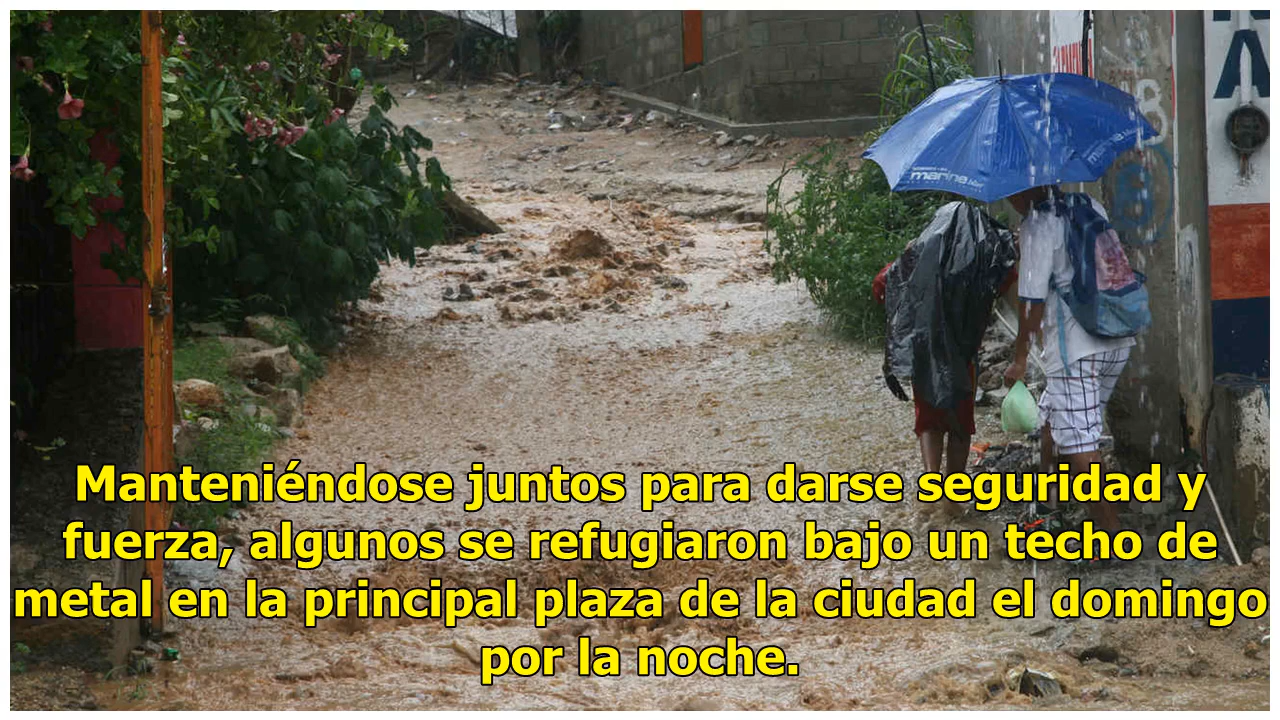 marine
Manteniéndose juntos para darse seguridad y
fuerza, algunos se refugiaron bajo un techo de
metal en la principal plaza de la ciudad el domingo
por la noche.